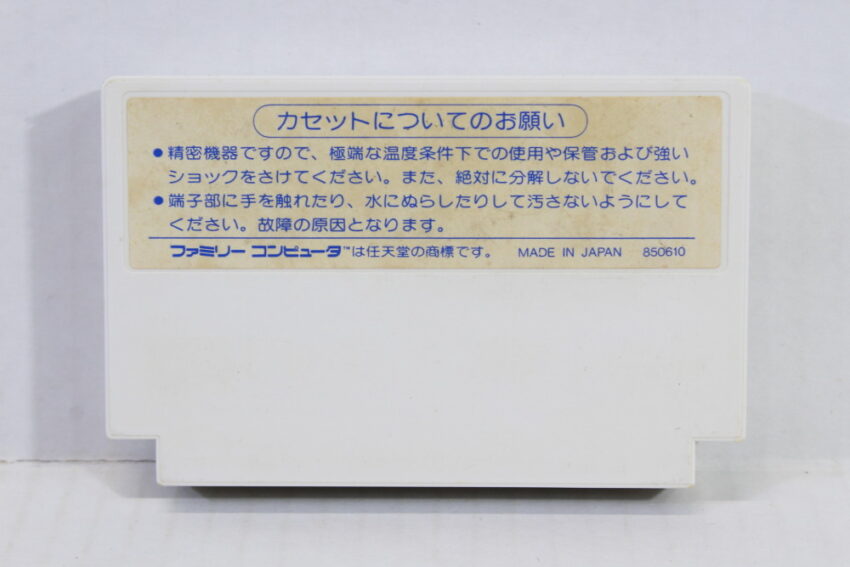 カセットについてのお願い
●精密機器ですので、極端な温度条件下での使用や保管および強い
ショックをさけてください。また、絶対に分解しないでください。
●端子部に手を触れたり、水にぬらしたりして汚さないようにして
ください。故障の原因となります。
ファミリー コンピュータ™は任天堂の商標です。 MADE IN JAPAN 850610